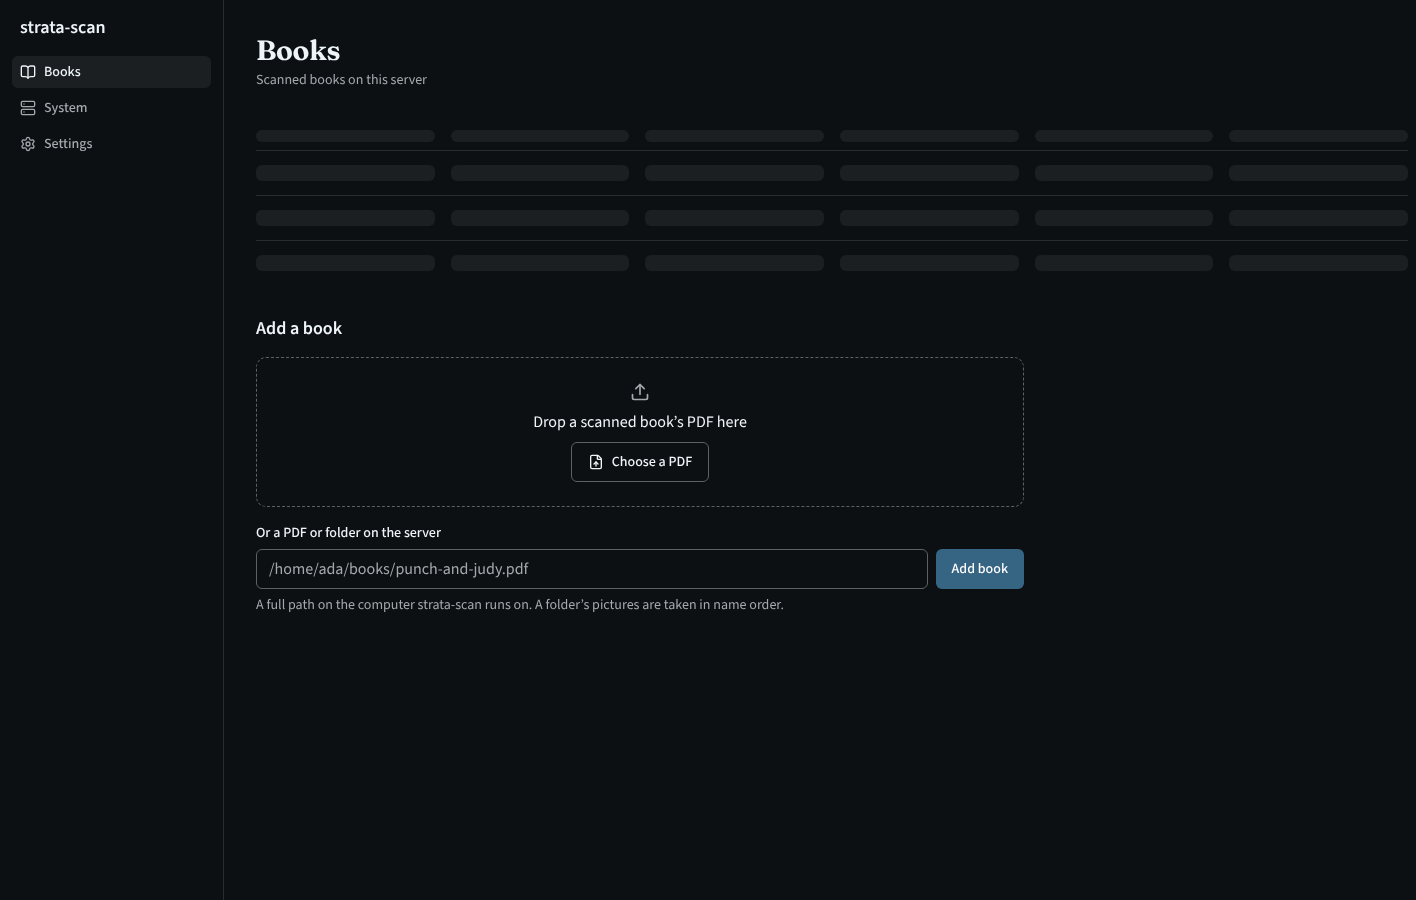 strata-scan
Books
System
Settings
Books
Scanned books on this server
Add a book
Drop a scanned book’s PDF here
Choose a PDF
Or a PDF or folder on the server
/home/ada/books/punch-and-judy.pdf
Add book
A full path on the computer strata-scan runs on. A folder’s pictures are taken in name order.